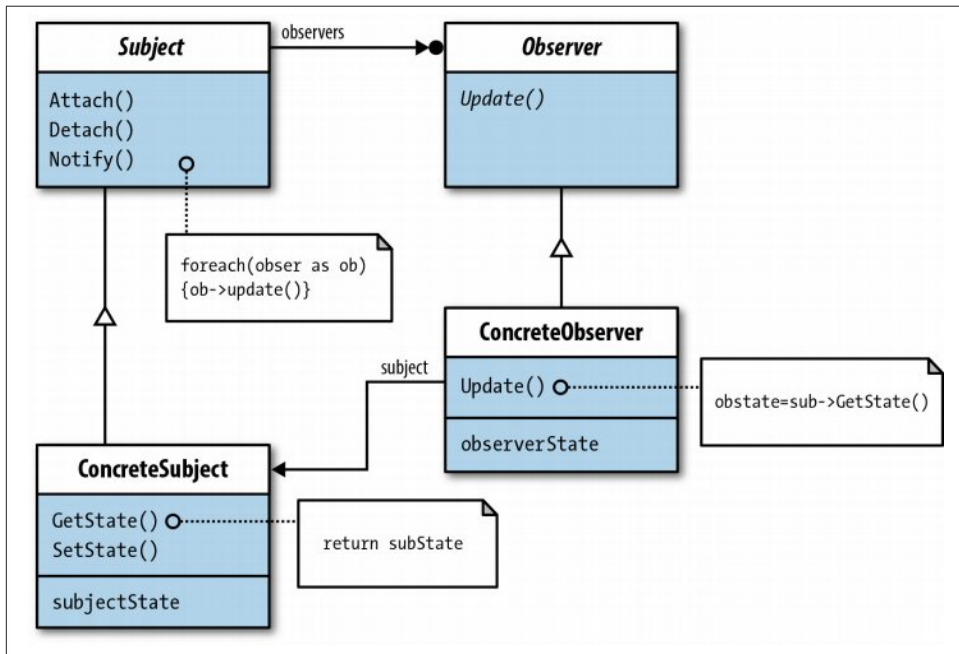 Subject
observers
Observer
Attach()
Detach()
Notify()
Update()
foreach(obser as ob)
{ob->update()}
ConcreteObserver
subject
Update()
obstate=sub->GetState()
observerState
ConcreteSubject
GetState()
SetState()
return subState
subjectState